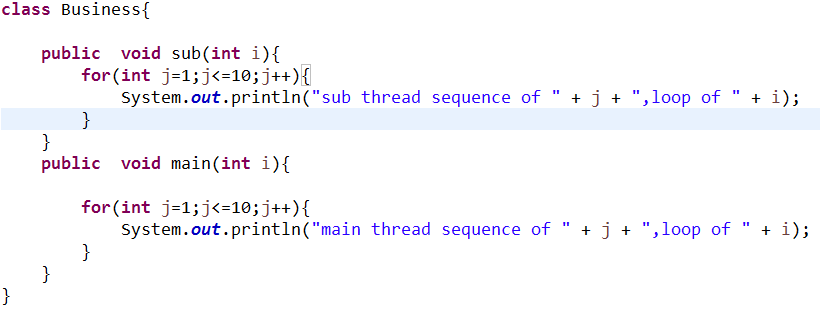 class Business{
public  void sub(int i){
for(int j=1;j<=10;j++){
System.out.println("sub thread sequence of " + j + ",loop of " + i);
}
}
public  void main(int i){
for(int j=1;j<=10;j++){
System.out.println("main thread sequence of " + j + ",loop of " + i);
}
}
}